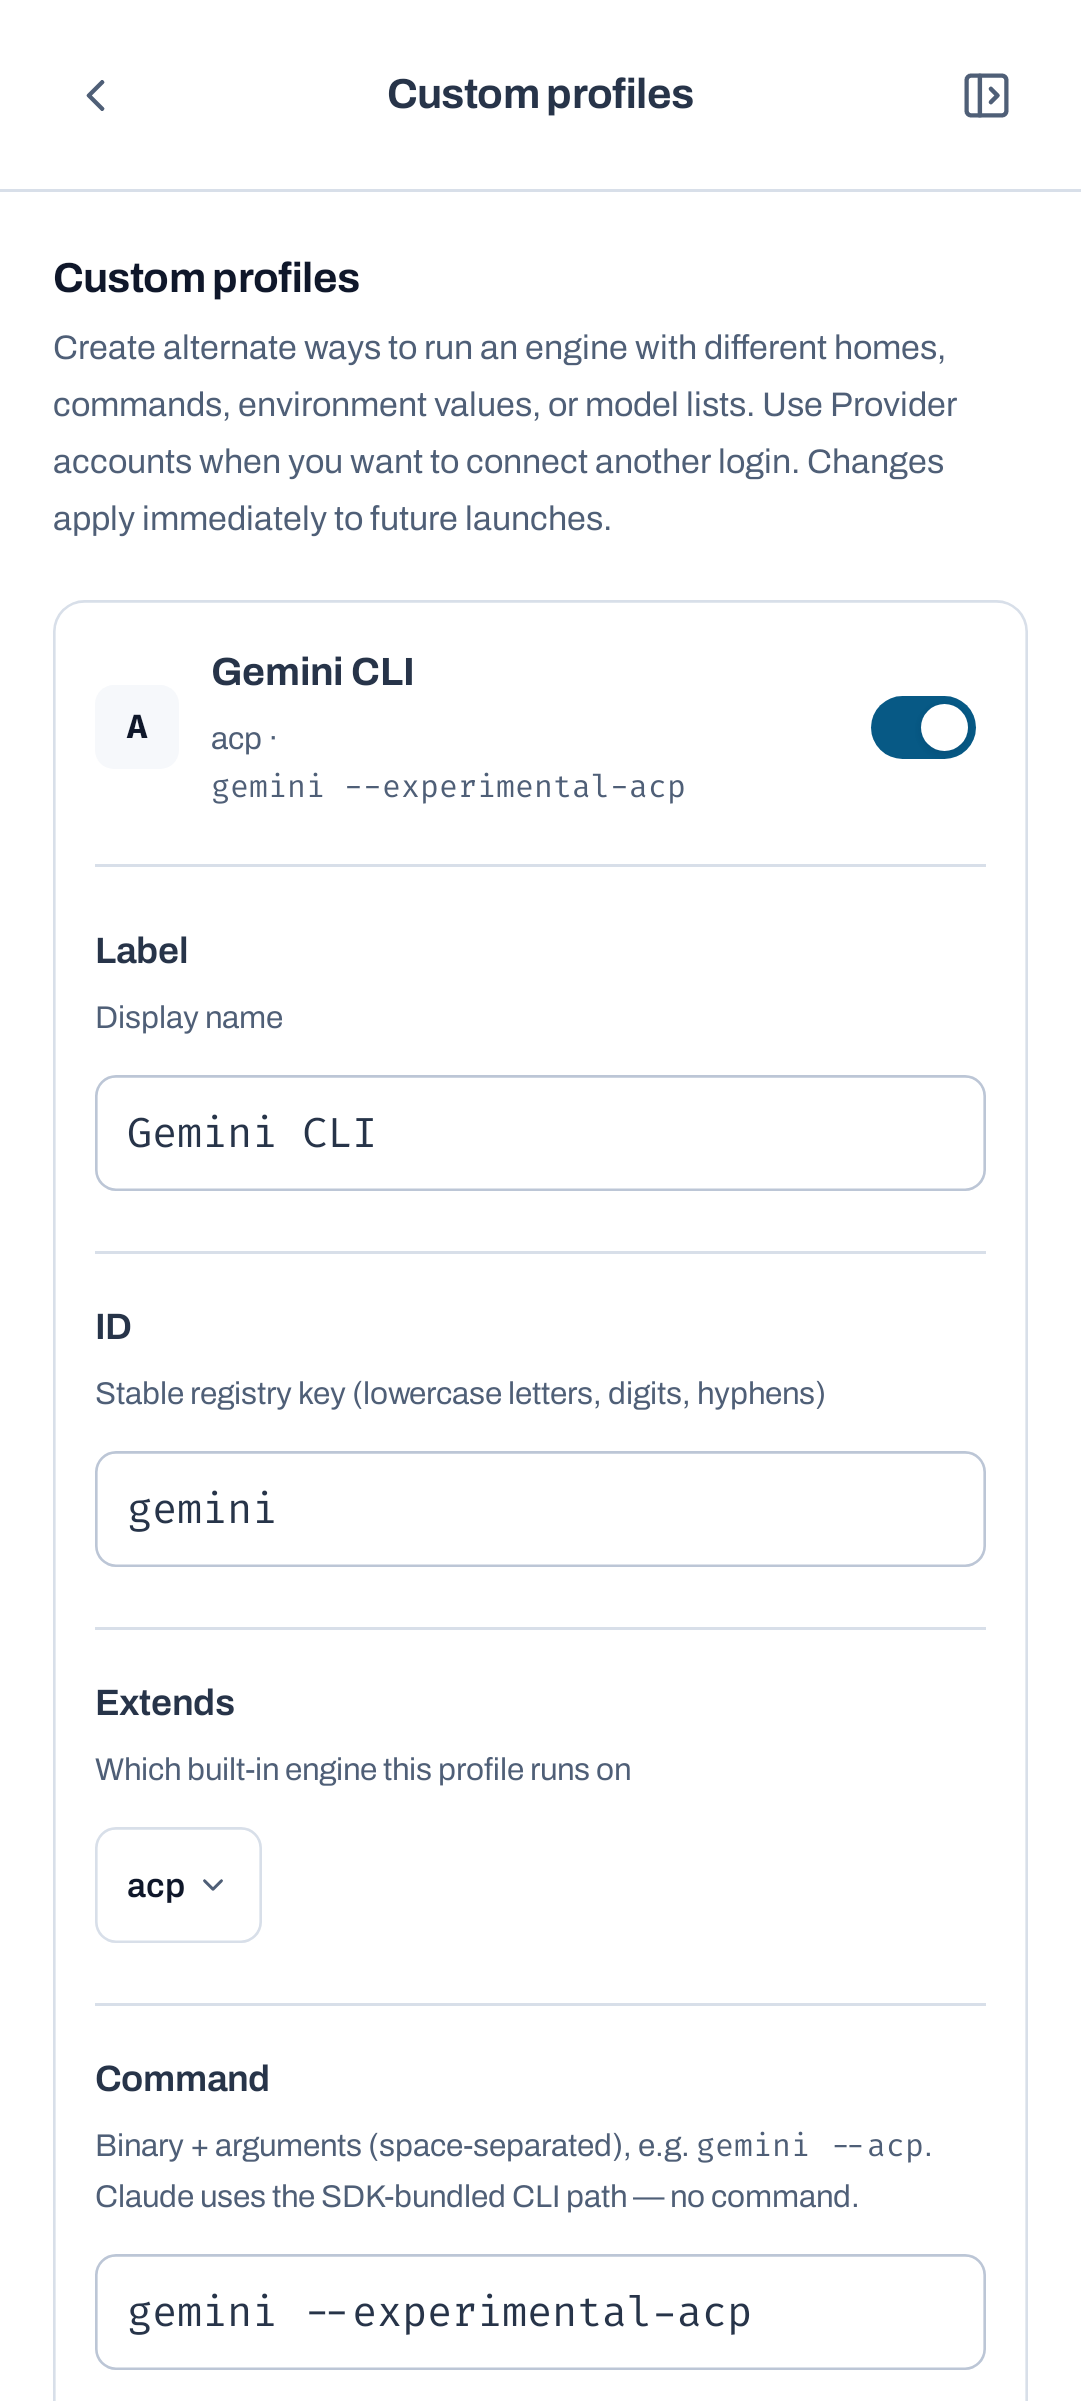 Custom profiles
Custom profiles
Create alternate ways to run an engine with different homes,
commands, environment values, or model lists. Use Provider
accounts when you want to connect another login. Changes
apply immediately to future launches.
A
Gemini CLI
acp ·
gemini --experimental-acp
Label
Display name
Gemini CLI
ID
Stable registry key (lowercase letters, digits, hyphens)
gemini
Extends
Which built-in engine this profile runs on
acp
Command
Binary + arguments (space-separated), e.g. gemini --acp.
Claude uses the SDK-bundled CLI path — no command.
gemini --experimental-acp